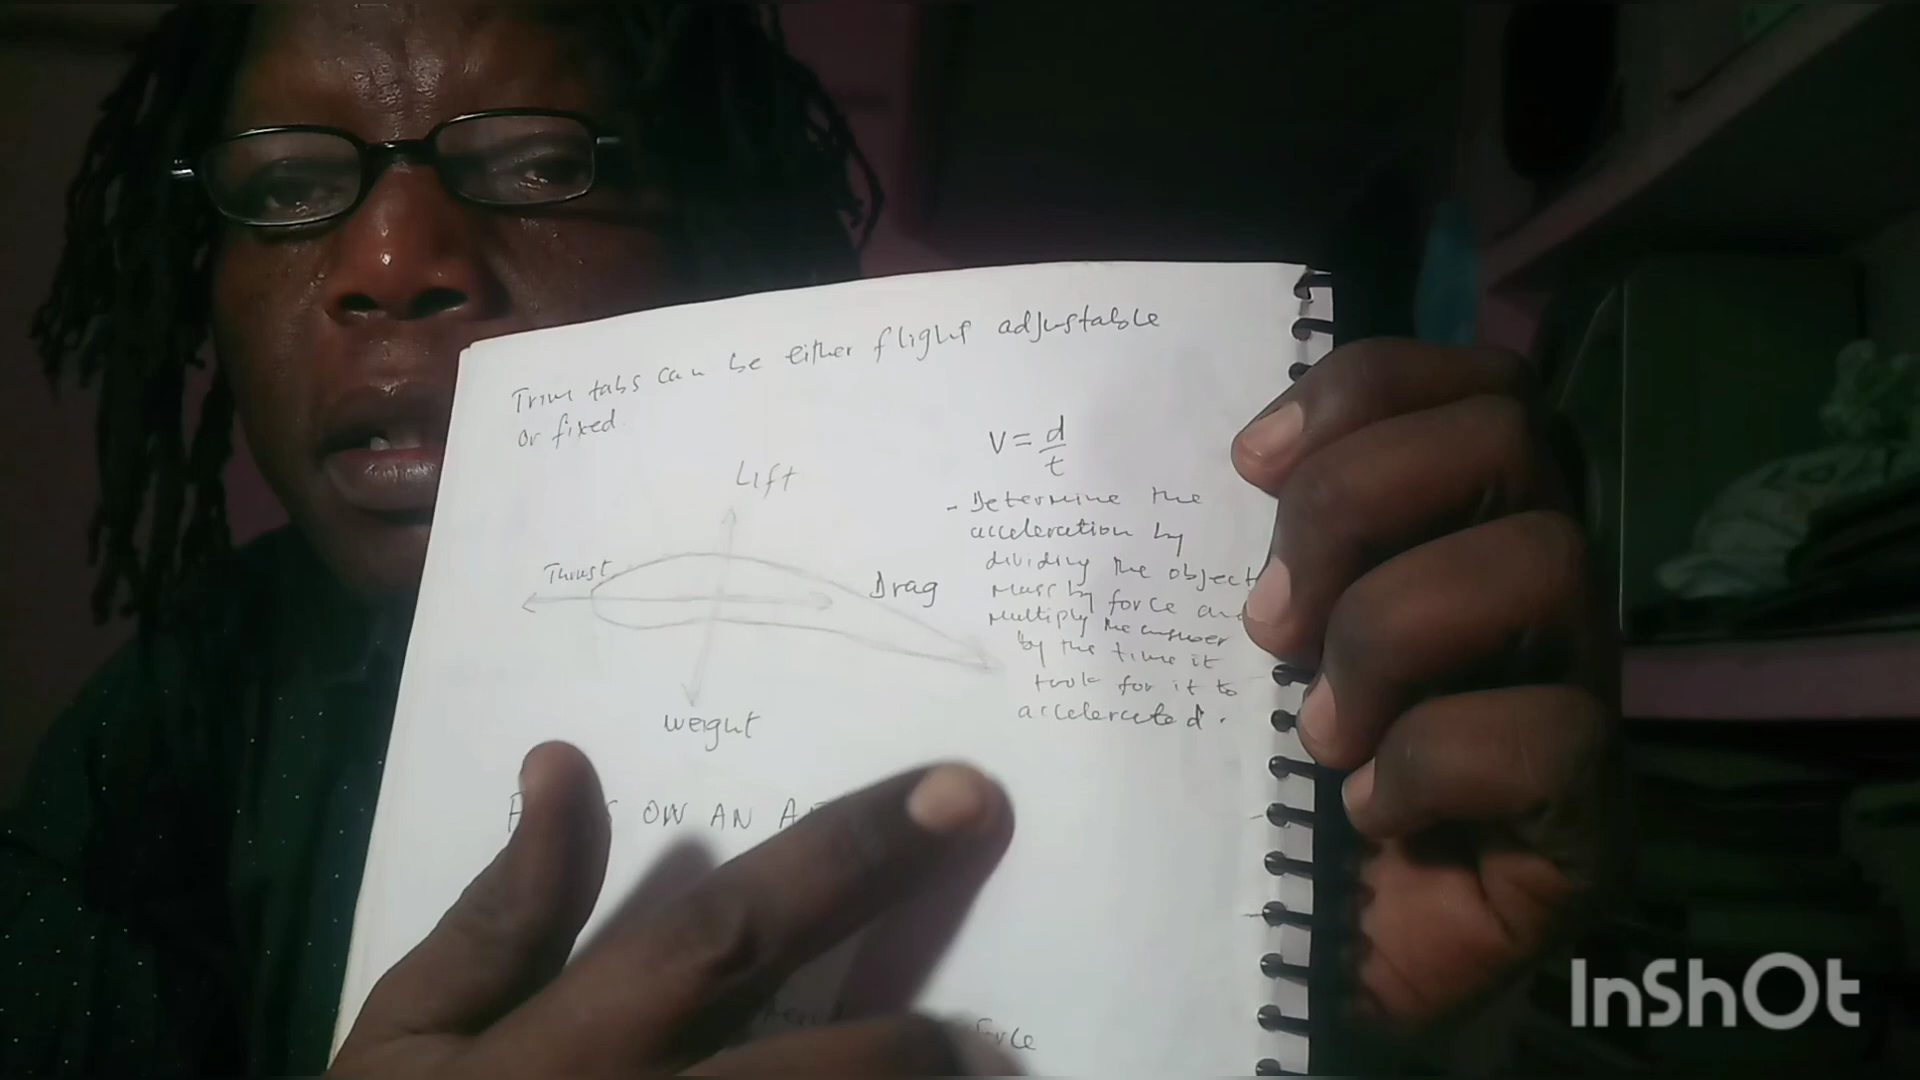 Trim tabs can be either flight adjustable
or fixed.
V = d
t
Lift
- Determine the
acceleration by
dividing the object
mass by force and
multiply the answer
by the time it
took for it to
accelerated.
Thrust
Drag
Weight
ON AN
Force
InShOt